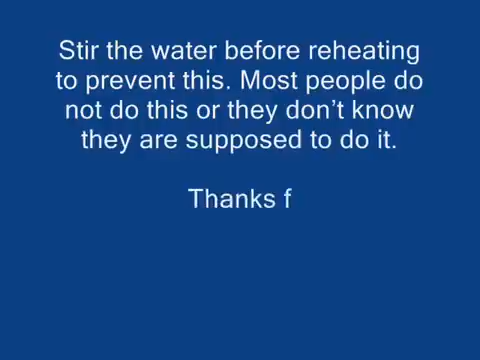 Stir the water before reheating
to prevent this. Most people do
not do this or they don’t know
they are supposed to do it.
Thanks f